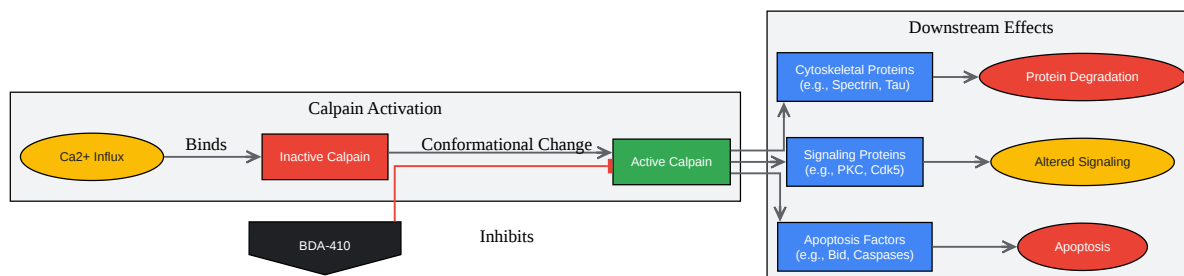 Downstream Effects
Cytoskeletal Proteins
(e.g., Spectrin, Tau)
Protein Degradation
Calpain Activation
Ca2+ Influx
Binds
Inactive Calpain
Conformational Change
Active Calpain
Signaling Proteins
(e.g., PKC, Cdk5)
Altered Signaling
BDA-410
Inhibits
Apoptosis Factors
(e.g., Bid, Caspases)
Apoptosis